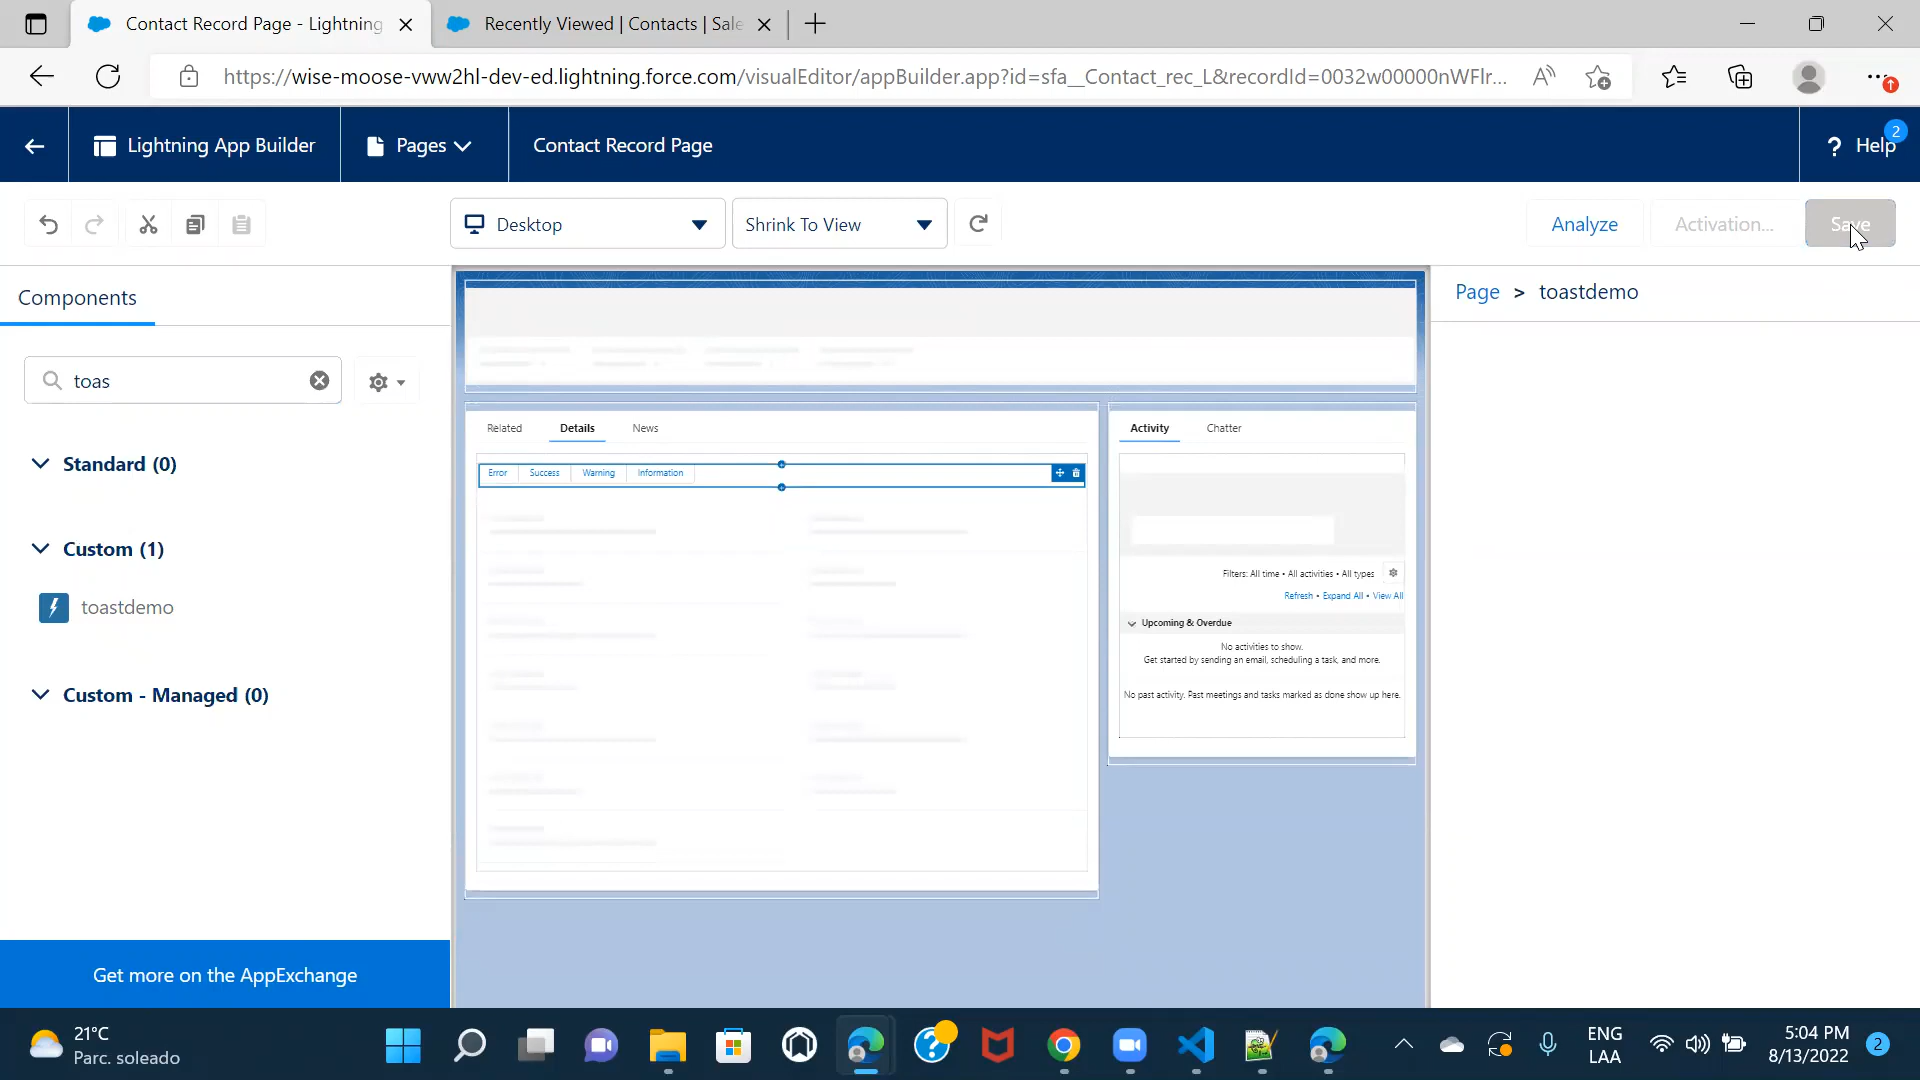 Contact Record Page - Lightning
Recently Viewed | Contacts | Sale
https://wise-moose-vww2hl-dev-ed.lightning.force.com/visualEditor/appBuilder.app?id=sfa__Contact_rec_L&recordId=0032w00000nWFlr...
Lightning App Builder
Pages
Contact Record Page
? Help
2
Desktop
Shrink To View
Analyze
Activation...
Save
Components
Page > toastdemo
toas
Related
Details
News
Activity
Chatter
Standard (0)
Error
Success
Warning
Information
Custom (1)
toastdemo
Filters: All time • All activities • All types
Refresh • Expand All • View All
Upcoming & Overdue
No activities to show.
Get started by sending an email, scheduling a task, and more.
Custom - Managed (0)
No past activity. Past meetings and tasks marked as done show up here.
Get more on the AppExchange
21°C
Parc. soleado
ENG
LAA
5:04 PM
8/13/2022
2